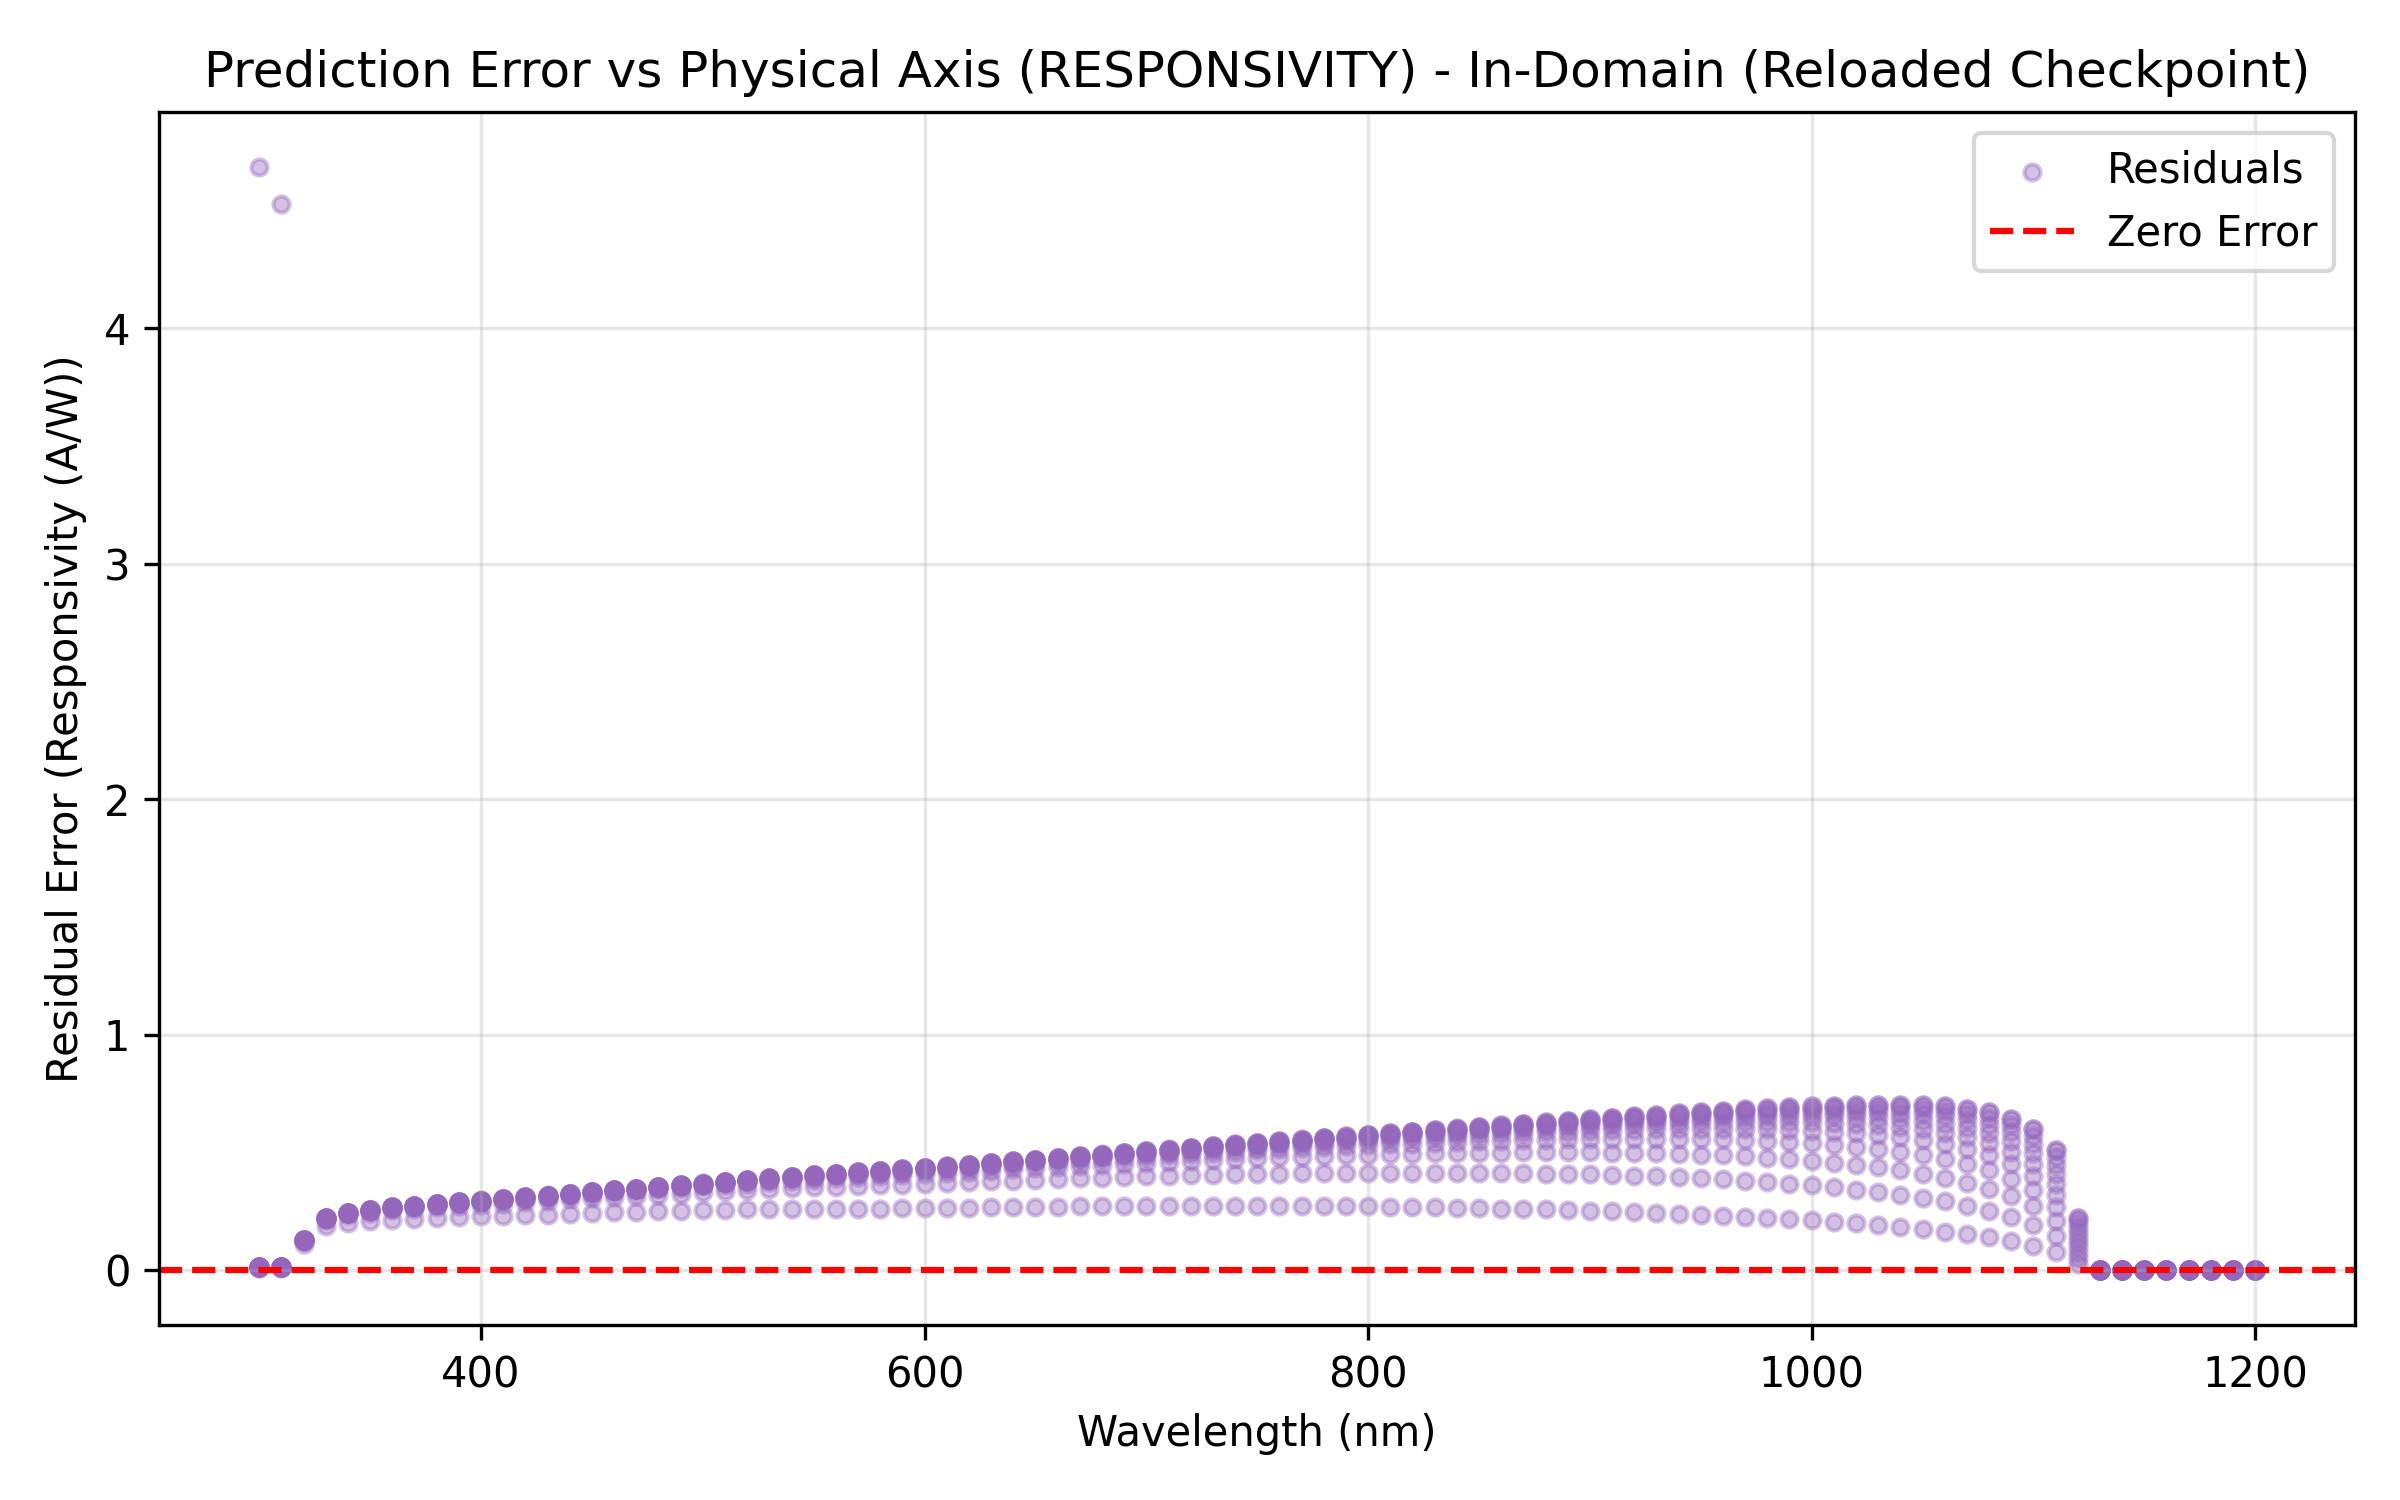 Prediction Error vs Physical Axis (RESPONSIVITY) - In-Domain (Reloaded Checkpoint)
Residuals
Zero Error
Residual Error (Responsivity (A/W))
4
3
2
1
0
400
600
800
1000
1200
Wavelength (nm)